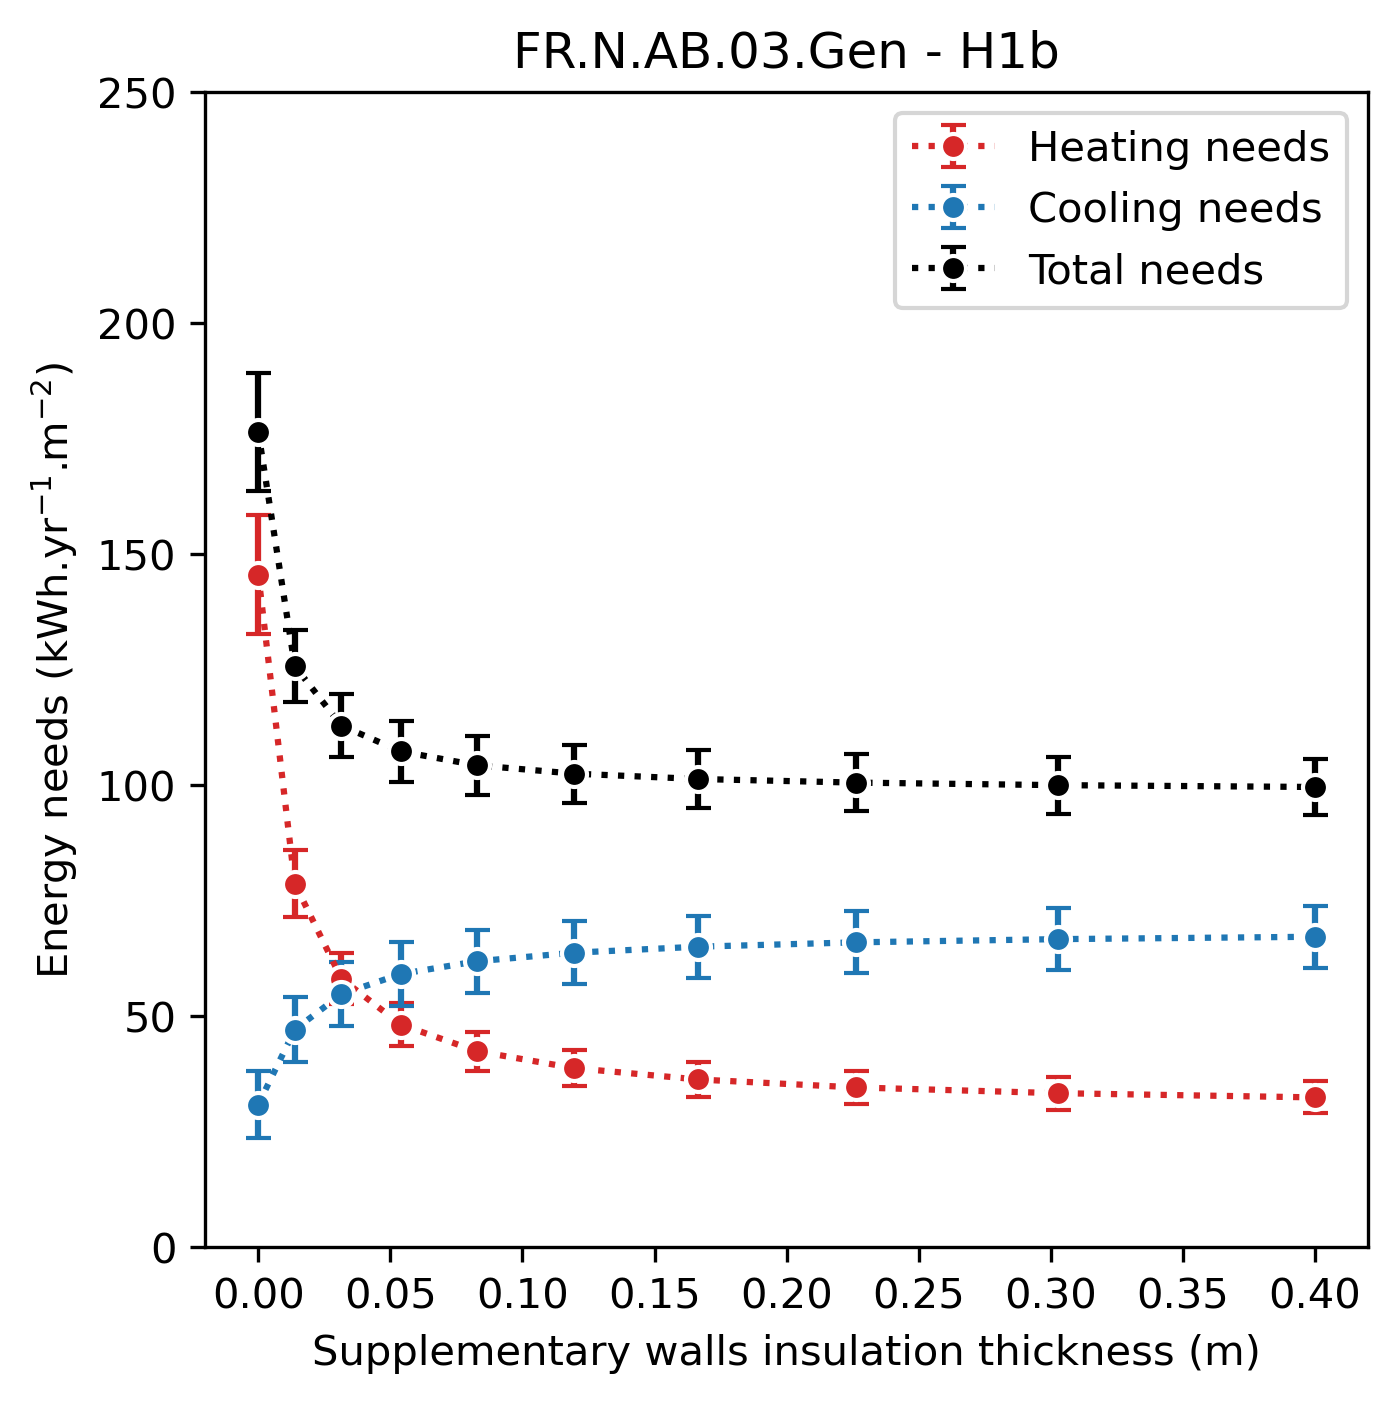 FR.N.AB.03.Gen - H1b
250
200
150
100
50
0
Energy needs (kWh.yr⁻¹.m⁻²)
Heating needs
Cooling needs
Total needs
0.00 0.05 0.10 0.15 0.20 0.25 0.30 0.35 0.40
Supplementary walls insulation thickness (m)